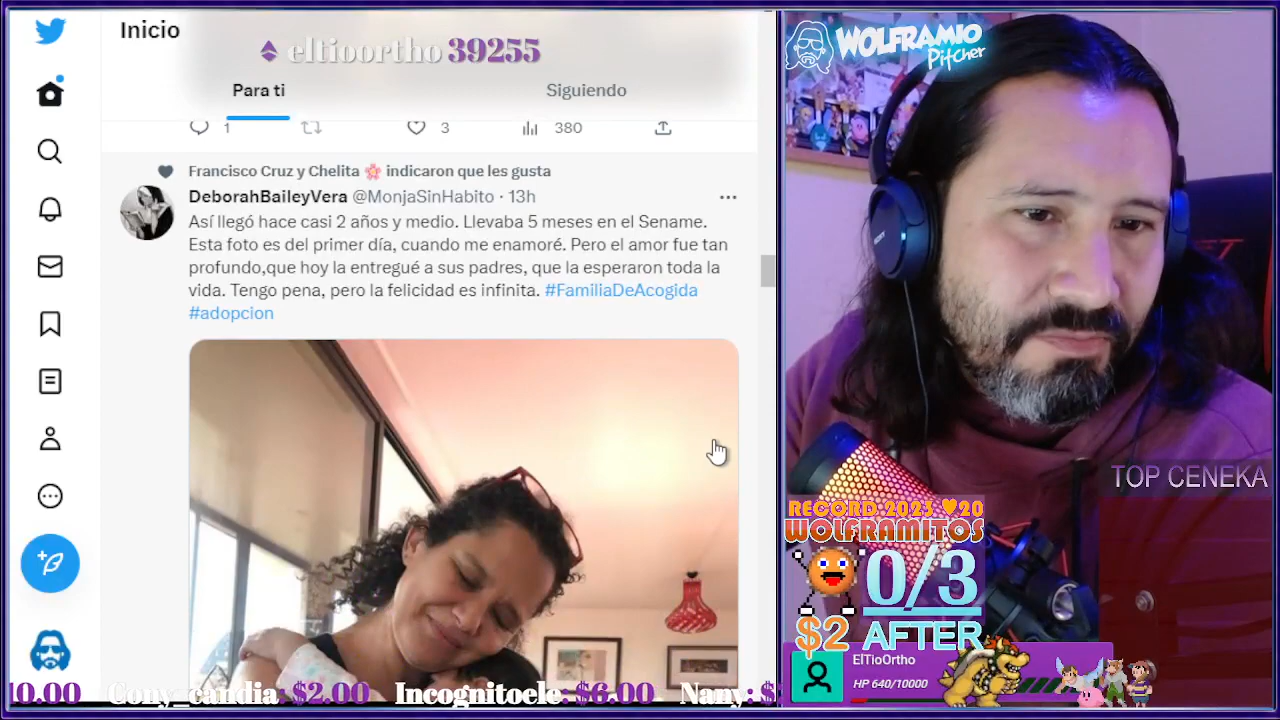 Inicio
eltioortho 39255
Para ti
Siguiendo
1
3
380
Francisco Cruz y Chelita 🌸 indicaron que les gusta
DeborahBaileyVera @MonjaSinHabito · 13h
Así llegó hace casi 2 años y medio. Llevaba 5 meses en el Sename.
Esta foto es del primer día, cuando me enamoré. Pero el amor fue tan
profundo,que hoy la entregué a sus padres, que la esperaron toda la
vida. Tengo pena, pero la felicidad es infinita. #FamiliaDeAcogida
#adopcion
WOLFRAMIO
Pitcher
SONY
TOP CENEKA
RECORD 2023 ♥20
WOLFRAMITOS
0/3
$2 AFTER
ElTioOrtho
HP 640/10000
10.00 Cony_candia: $2.00 Incognitoele: $6.00 Nany: $